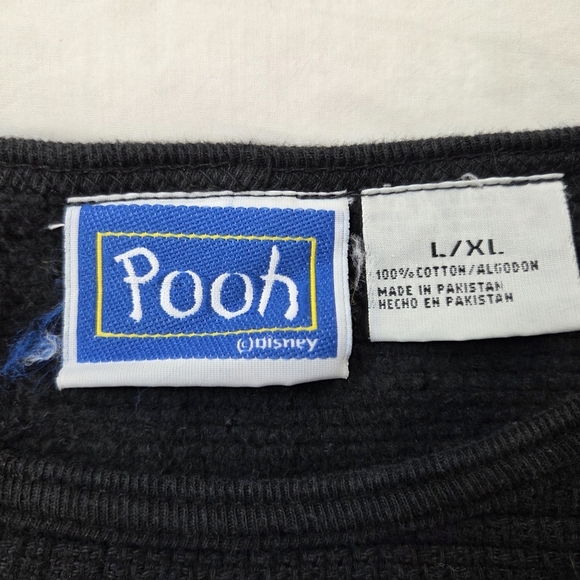 Pooh
(c)Disney
L/XL
100% COTTON/ALGODON
MADE IN PAKISTAN
HECHO EN PAKISTAN